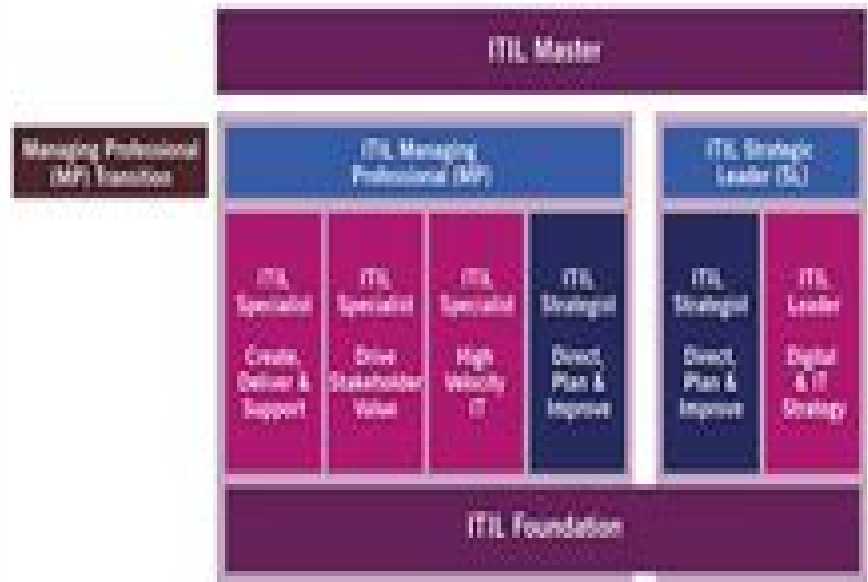 ITIL Master
Managing Professional
(MP) Transition
ITIL Managing
Professional (MP)
ITIL Strategic
Leader (SL)
ITIL
Specialist
Create,
Deliver &
Support
ITIL
Specialist
Drive
Stakeholder
Value
ITIL
Specialist
High
Velocity
IT
ITIL
Strategist
Direct,
Plan &
Improve
ITIL
Strategist
Direct,
Plan &
Improve
ITIL
Leader
Digital
& IT
Strategy
ITIL Foundation